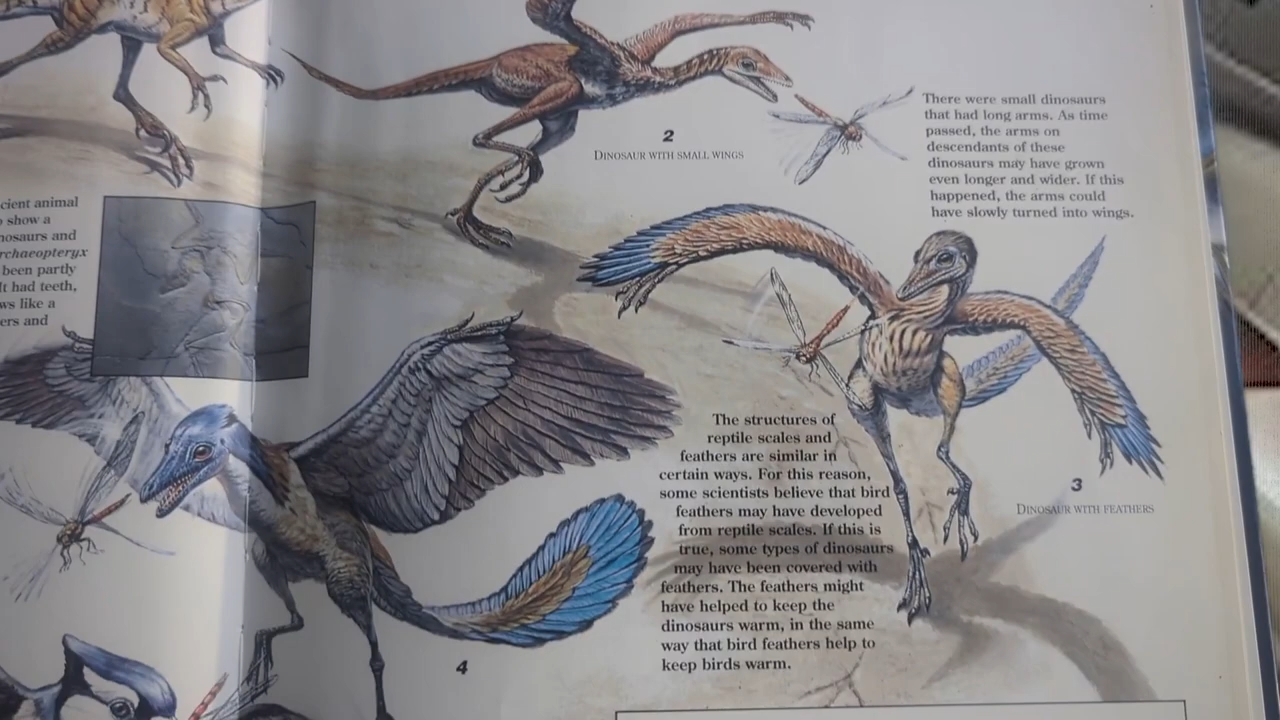 2
DINOSAUR WITH SMALL WINGS
There were small dinosaurs
that had long arms. As time
passed, the arms on
descendants of these
dinosaurs may have grown
even longer and wider. If this
happened, the arms could
have slowly turned into wings.
cient animal
show a
nosaurs and
rchaeopteryx
been partly
It had teeth,
ws like a
ers and
The structures of
reptile scales and
feathers are similar in
certain ways. For this reason,
some scientists believe that bird
feathers may have developed
from reptile scales. If this is
true, some types of dinosaurs
may have been covered with
feathers. The feathers might
have helped to keep the
dinosaurs warm, in the same
way that bird feathers help to
keep birds warm.
3
DINOSAUR WITH FEATHERS
4